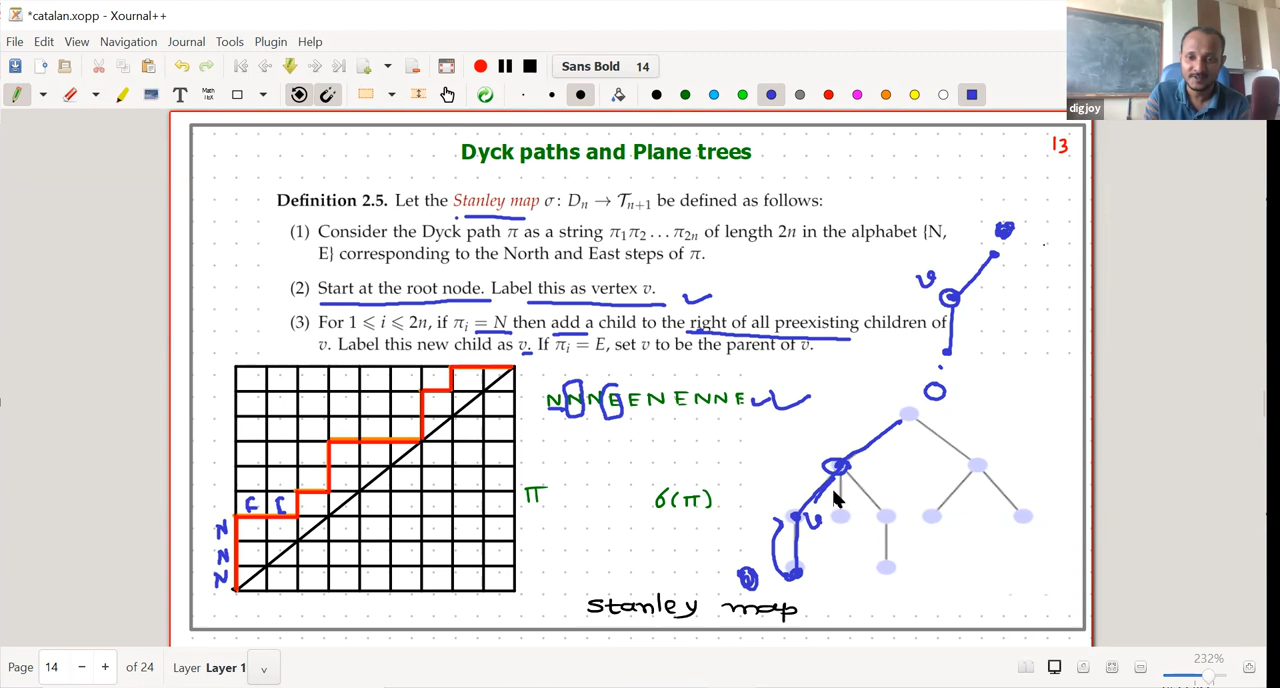 *catalan.xopp - Xournal++
File Edit View Navigation Journal Tools Plugin Help
Sans Bold 14
digjoy
13
Dyck paths and Plane trees
Definition 2.5. Let the Stanley map σ: Dₙ → 𝒯ₙ₊₁ be defined as follows:
(1) Consider the Dyck path π as a string π₁π₂ … π₂ₙ of length 2n in the alphabet {N,
E} corresponding to the North and East steps of π.
(2) Start at the root node. Label this as vertex v.
(3) For 1 ⩽ i ⩽ 2n, if πᵢ = N then add a child to the right of all preexisting children of
v. Label this new child as v. If πᵢ = E, set v to be the parent of v.
v
N N N E E N E N N E
E E
π
σ(π)
v
N
N
N
Stanley map
Page 14 - + of 24 Layer Layer 1
232%